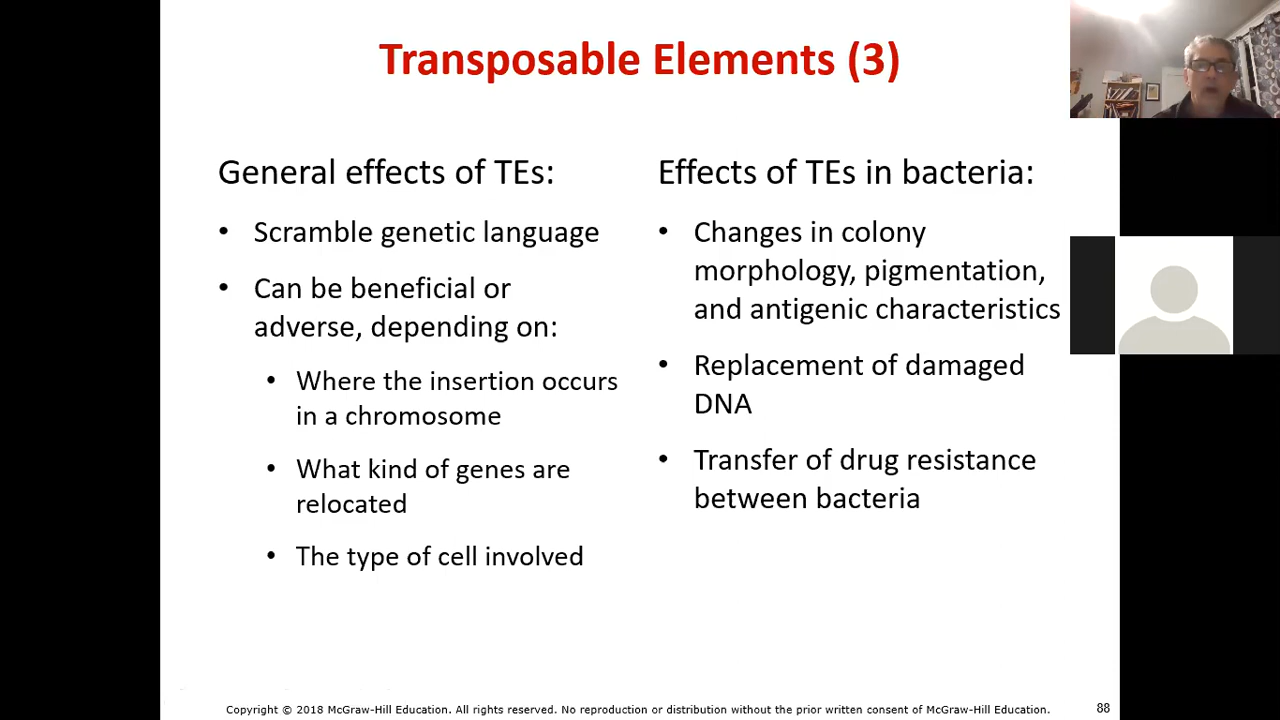 Transposable Elements (3)
General effects of TEs:
• Scramble genetic language
• Can be beneficial or
adverse, depending on:
• Where the insertion occurs
in a chromosome
• What kind of genes are
relocated
• The type of cell involved
Effects of TEs in bacteria:
• Changes in colony
morphology, pigmentation,
and antigenic characteristics
• Replacement of damaged
DNA
• Transfer of drug resistance
between bacteria
Copyright © 2018 McGraw-Hill Education. All rights reserved. No reproduction or distribution without the prior written consent of McGraw-Hill Education.
88